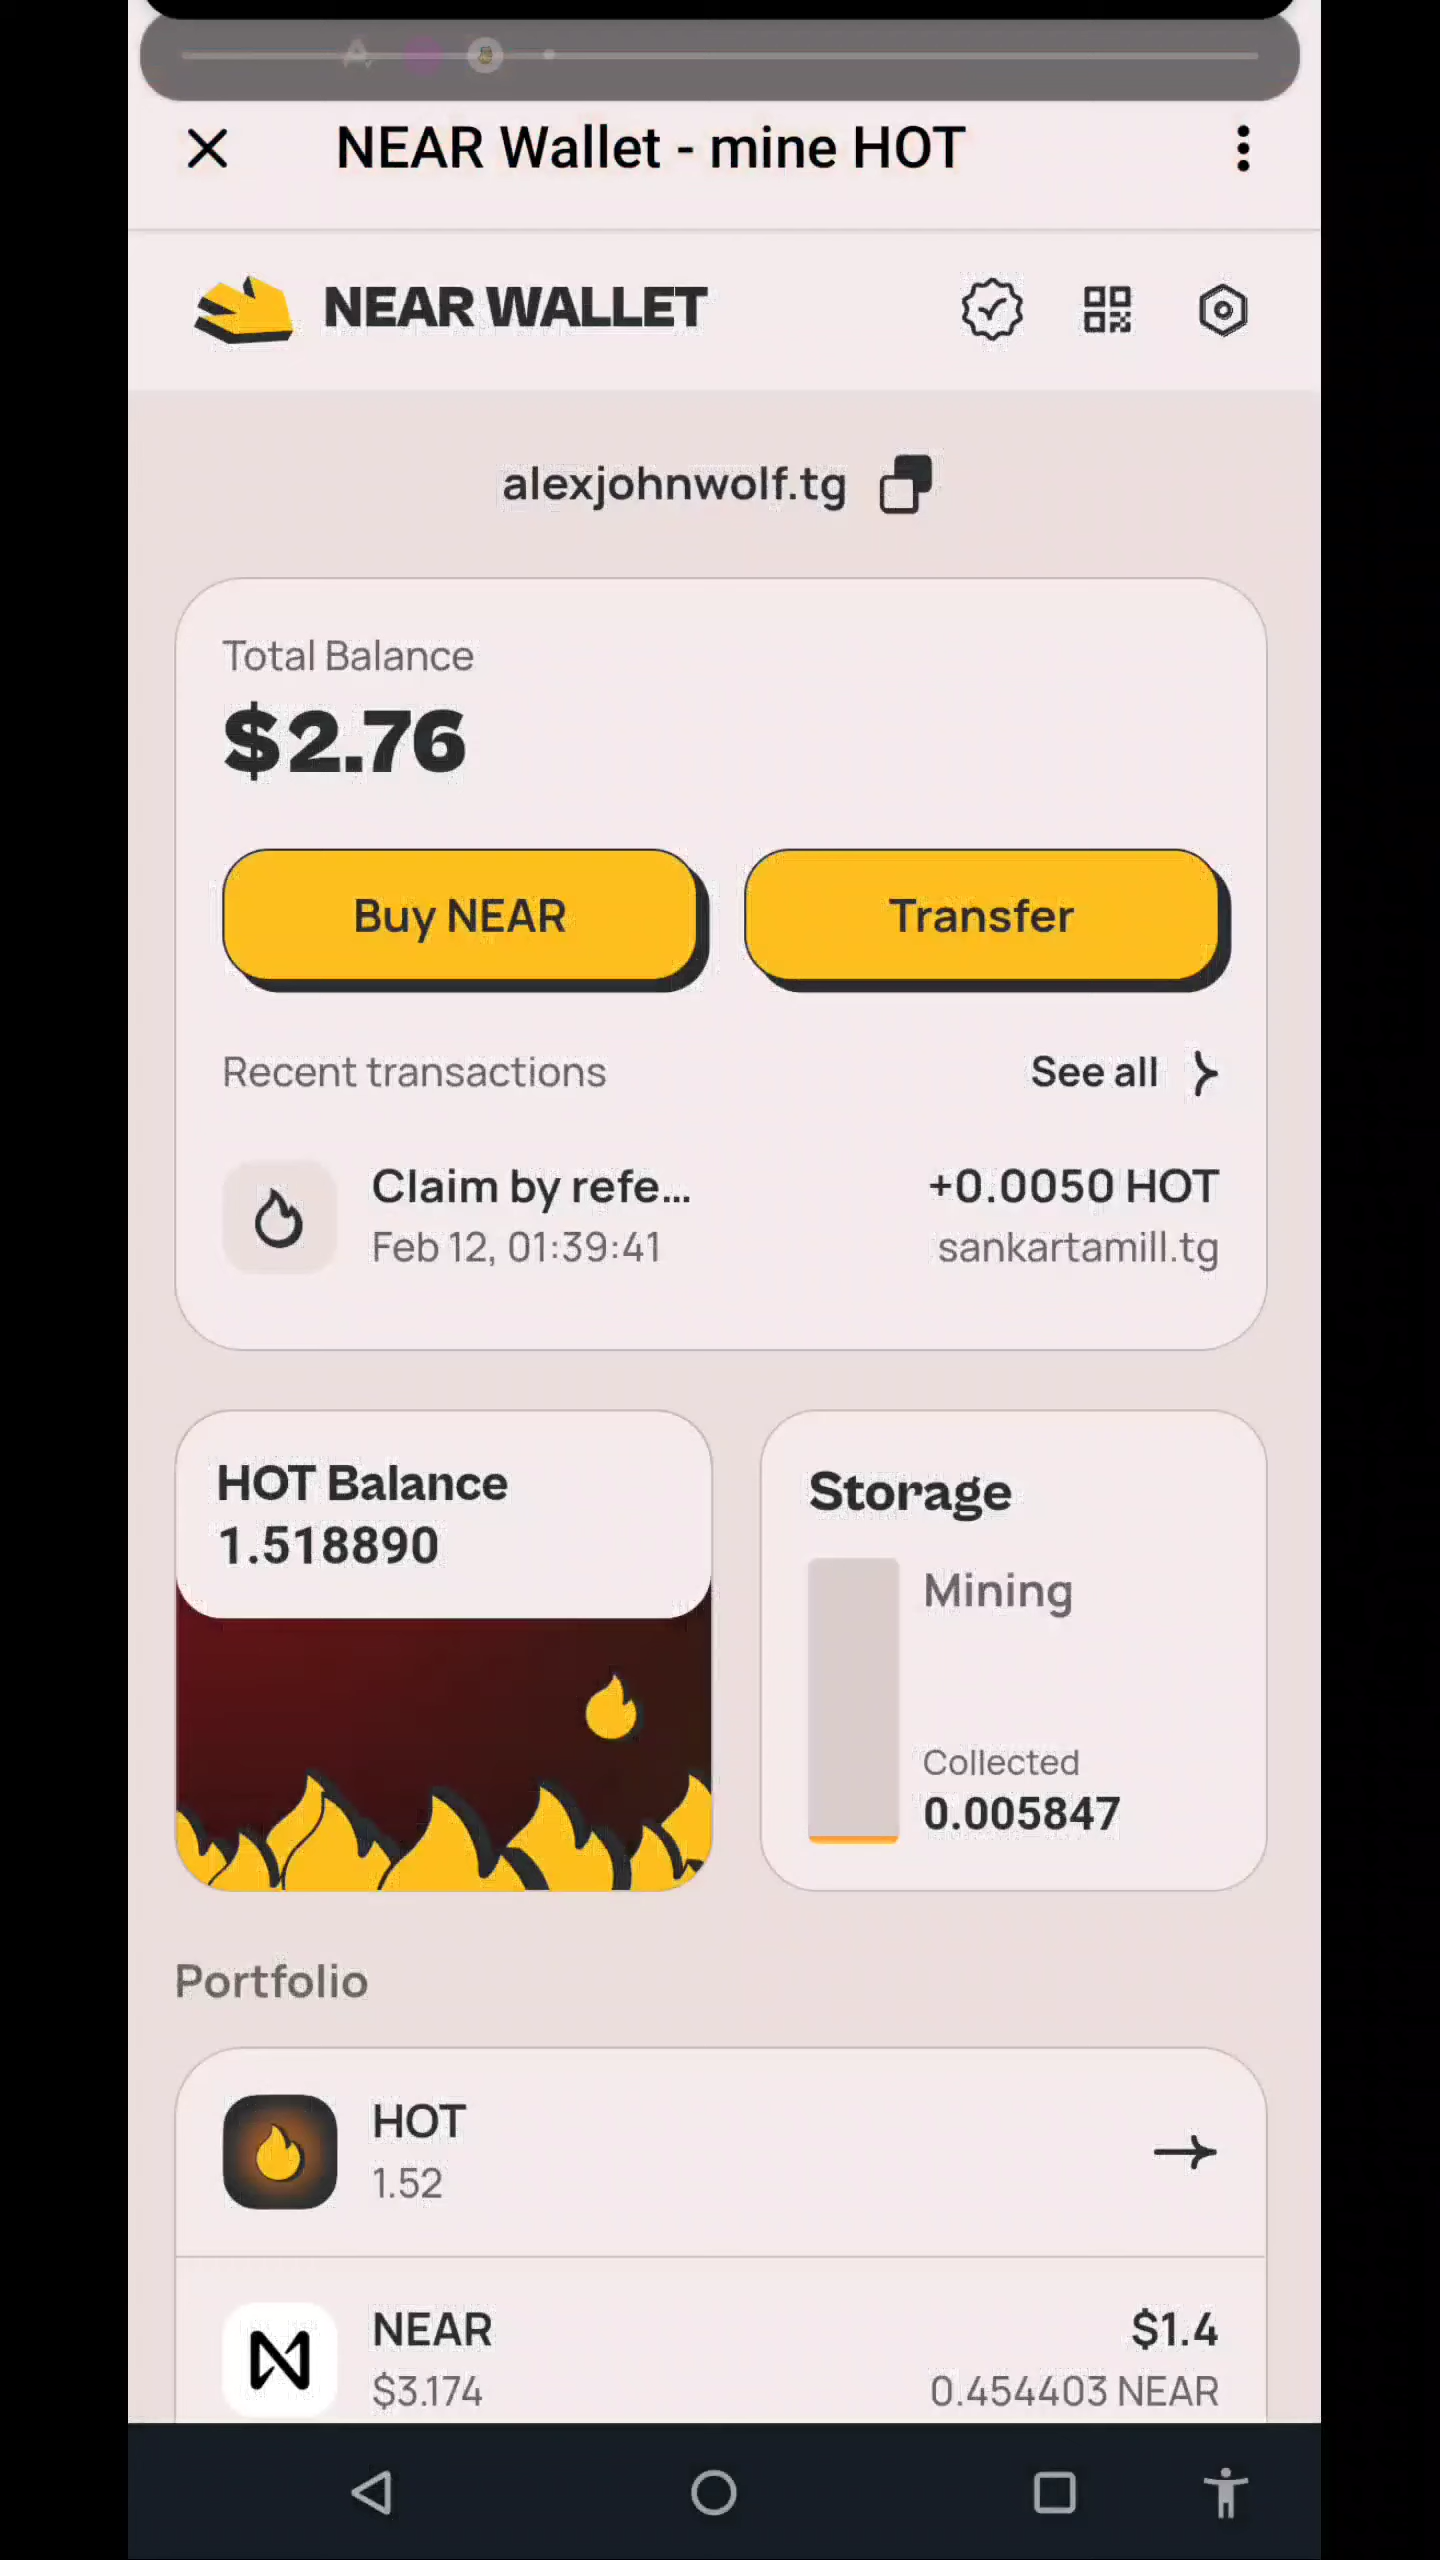 NEAR Wallet - mine HOT
NEAR WALLET
alexjohnwolf.tg
Total Balance
$2.76
Buy NEAR
Transfer
Recent transactions
See all
Claim by refe...
+0.0050 HOT
Feb 12, 01:39:41
sankartamill.tg
HOT Balance
1.518890
Storage
Mining
Collected
0.005847
Portfolio
HOT
1.52
NEAR
$1.4
$3.174
0.454403 NEAR